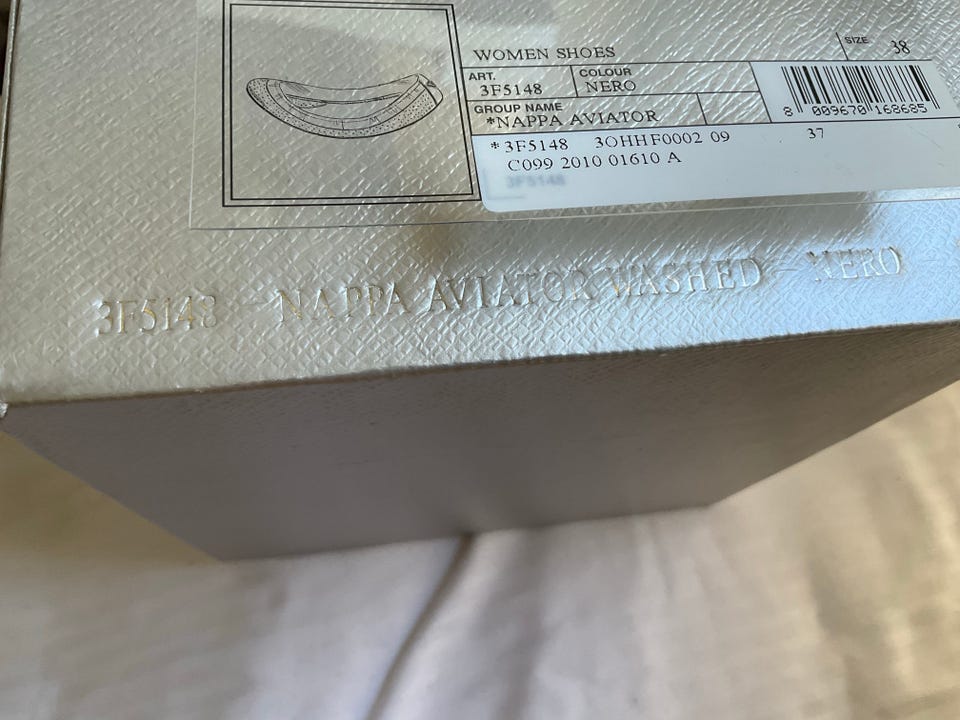 WOMEN SHOES
SIZE 38
ART. 3F5148
COLOUR NERO
GROUP NAME
*NAPPA AVIATOR
8 009670 168685
* 3F5148 3OHHF0002 09 37
C099 2010 01610 A
3F5148
3F5148 - NAPPA AVIATOR WASHED - NERO